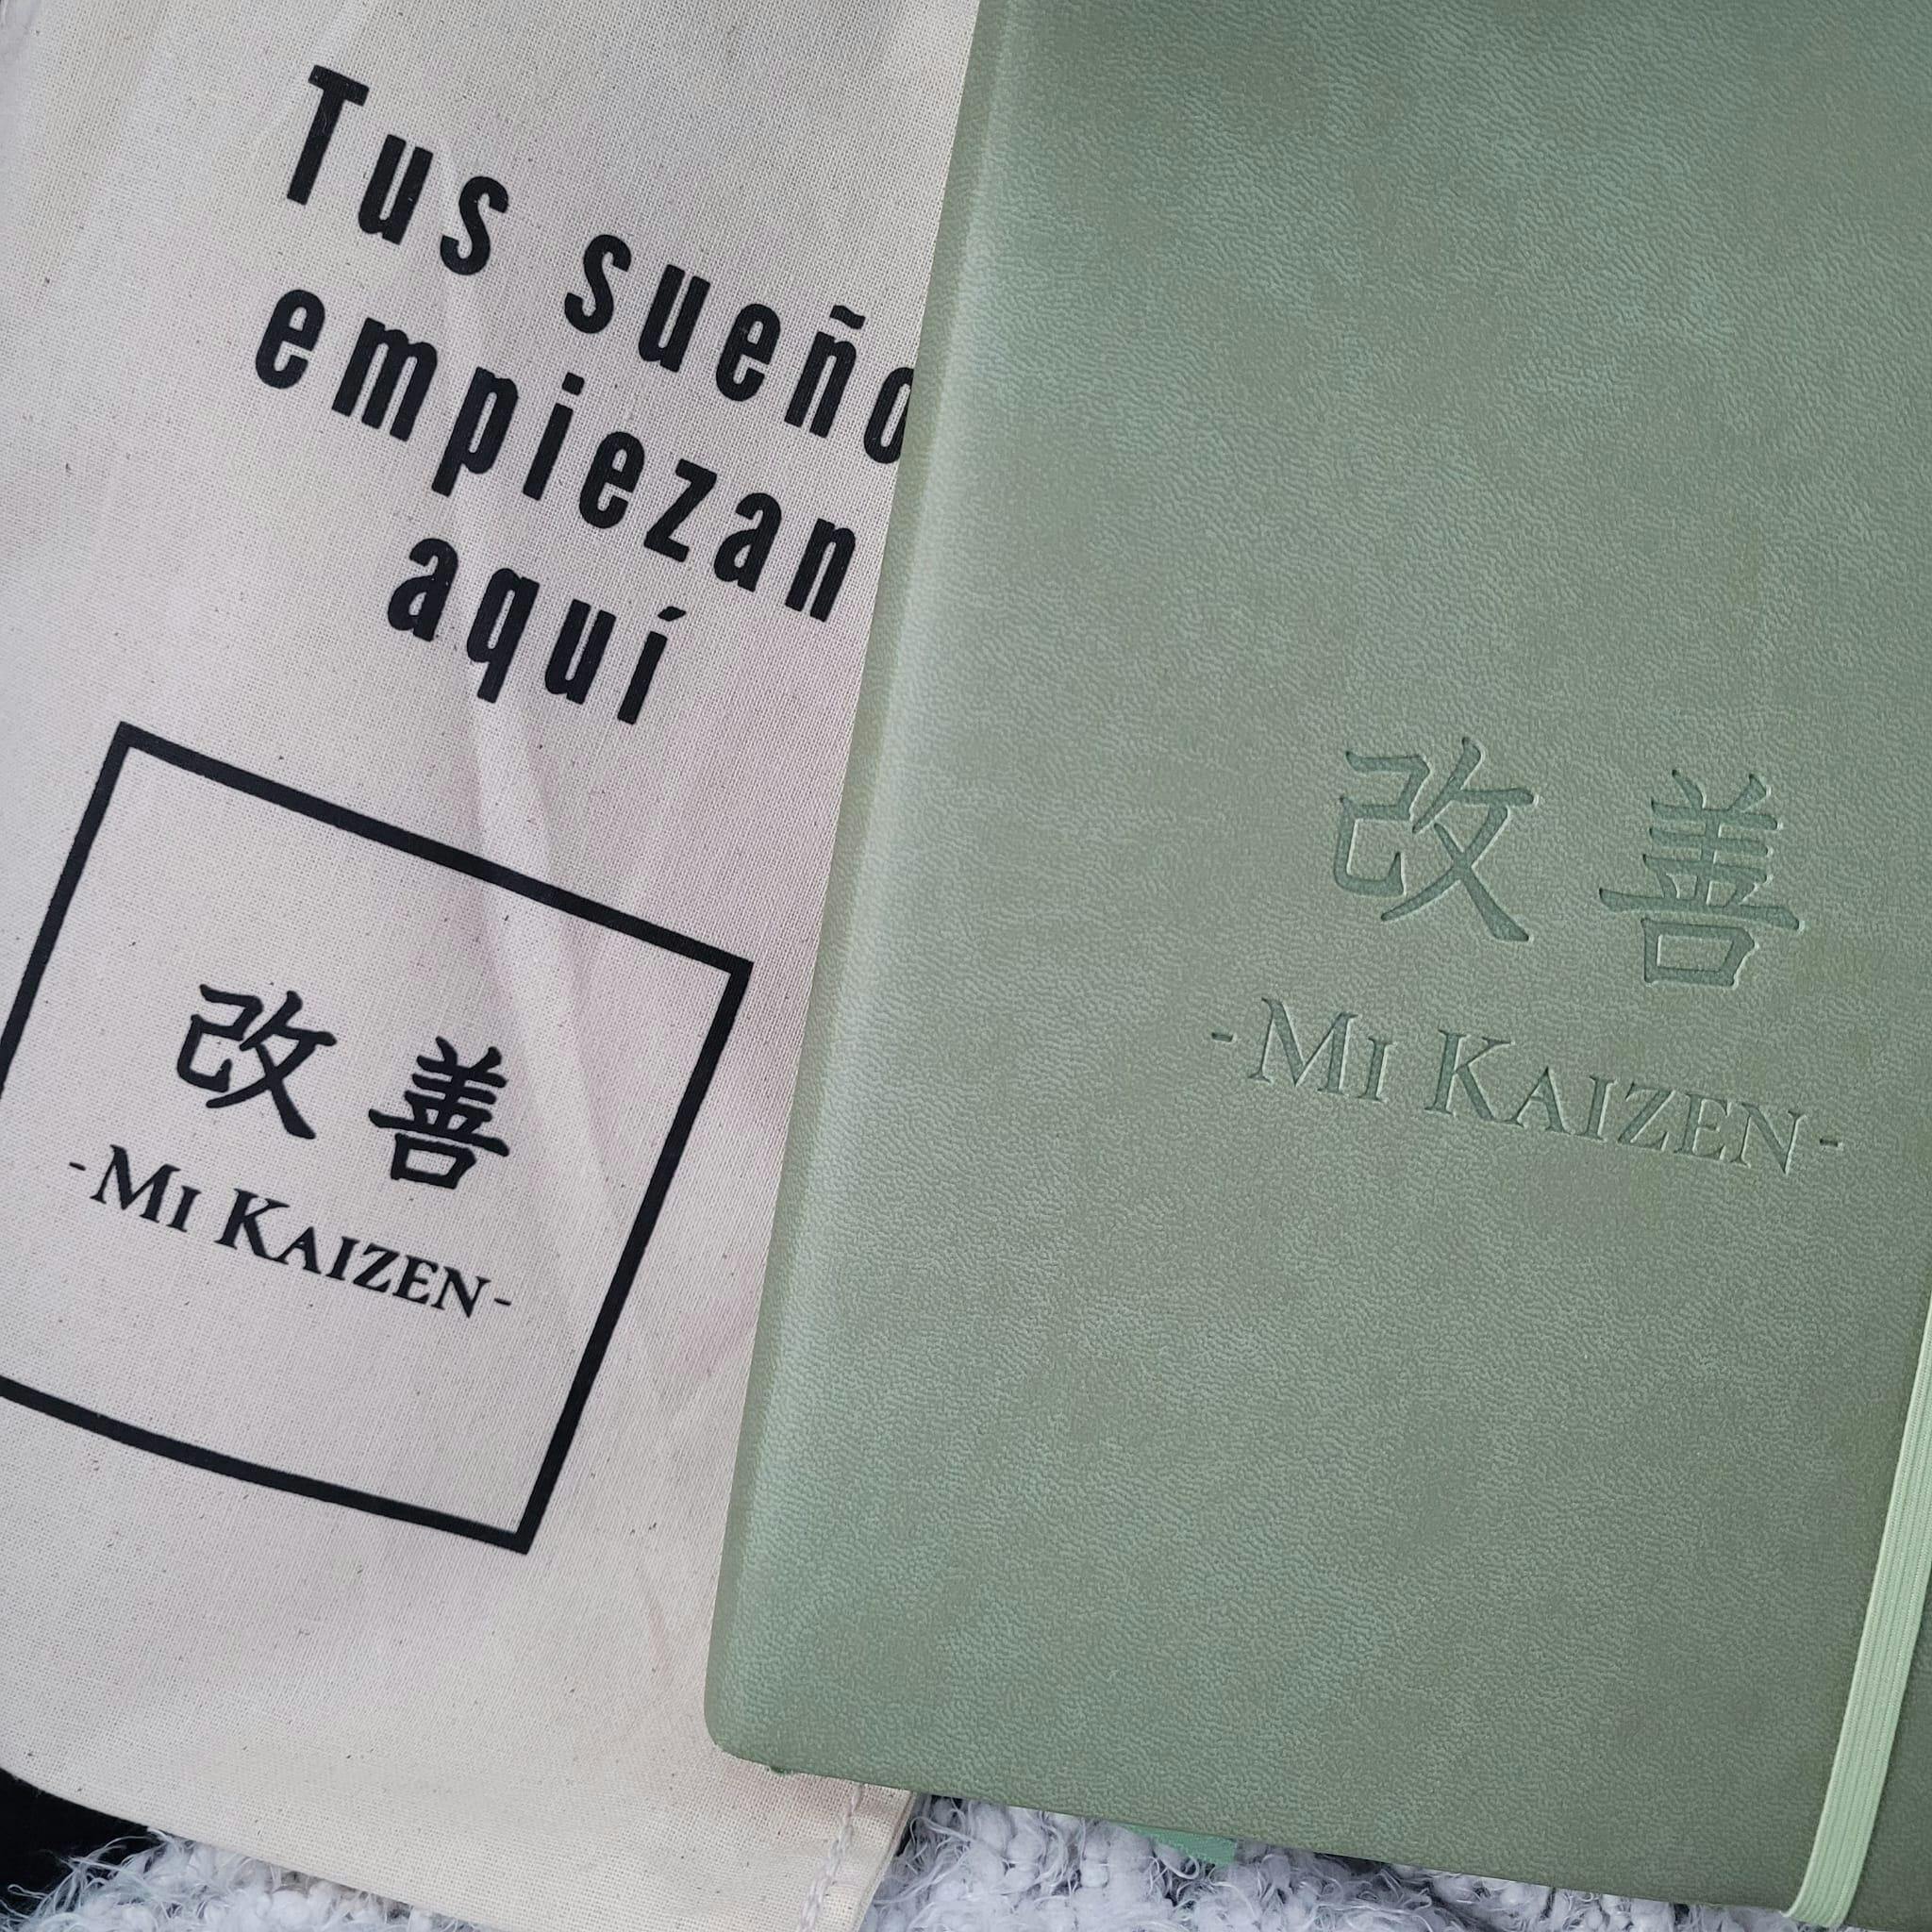 Tus sueño
empiezan
aquí
改善
-MI KAIZEN-
改善
-MI KAIZEN-